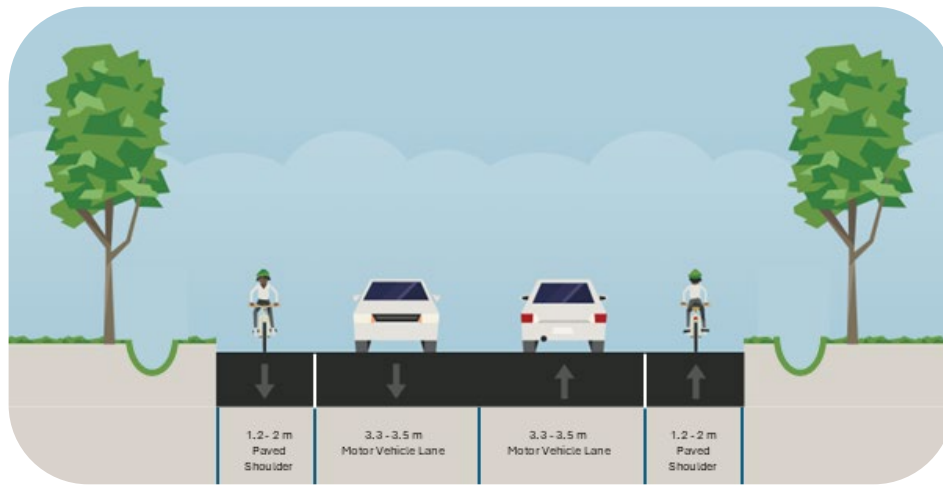 1.2 - 2 m
Paved
Shoulder
3.3 - 3.5 m
Motor Vehicle Lane
3.3 - 3.5 m
Motor Vehicle Lane
1.2 - 2 m
Paved
Shoulder